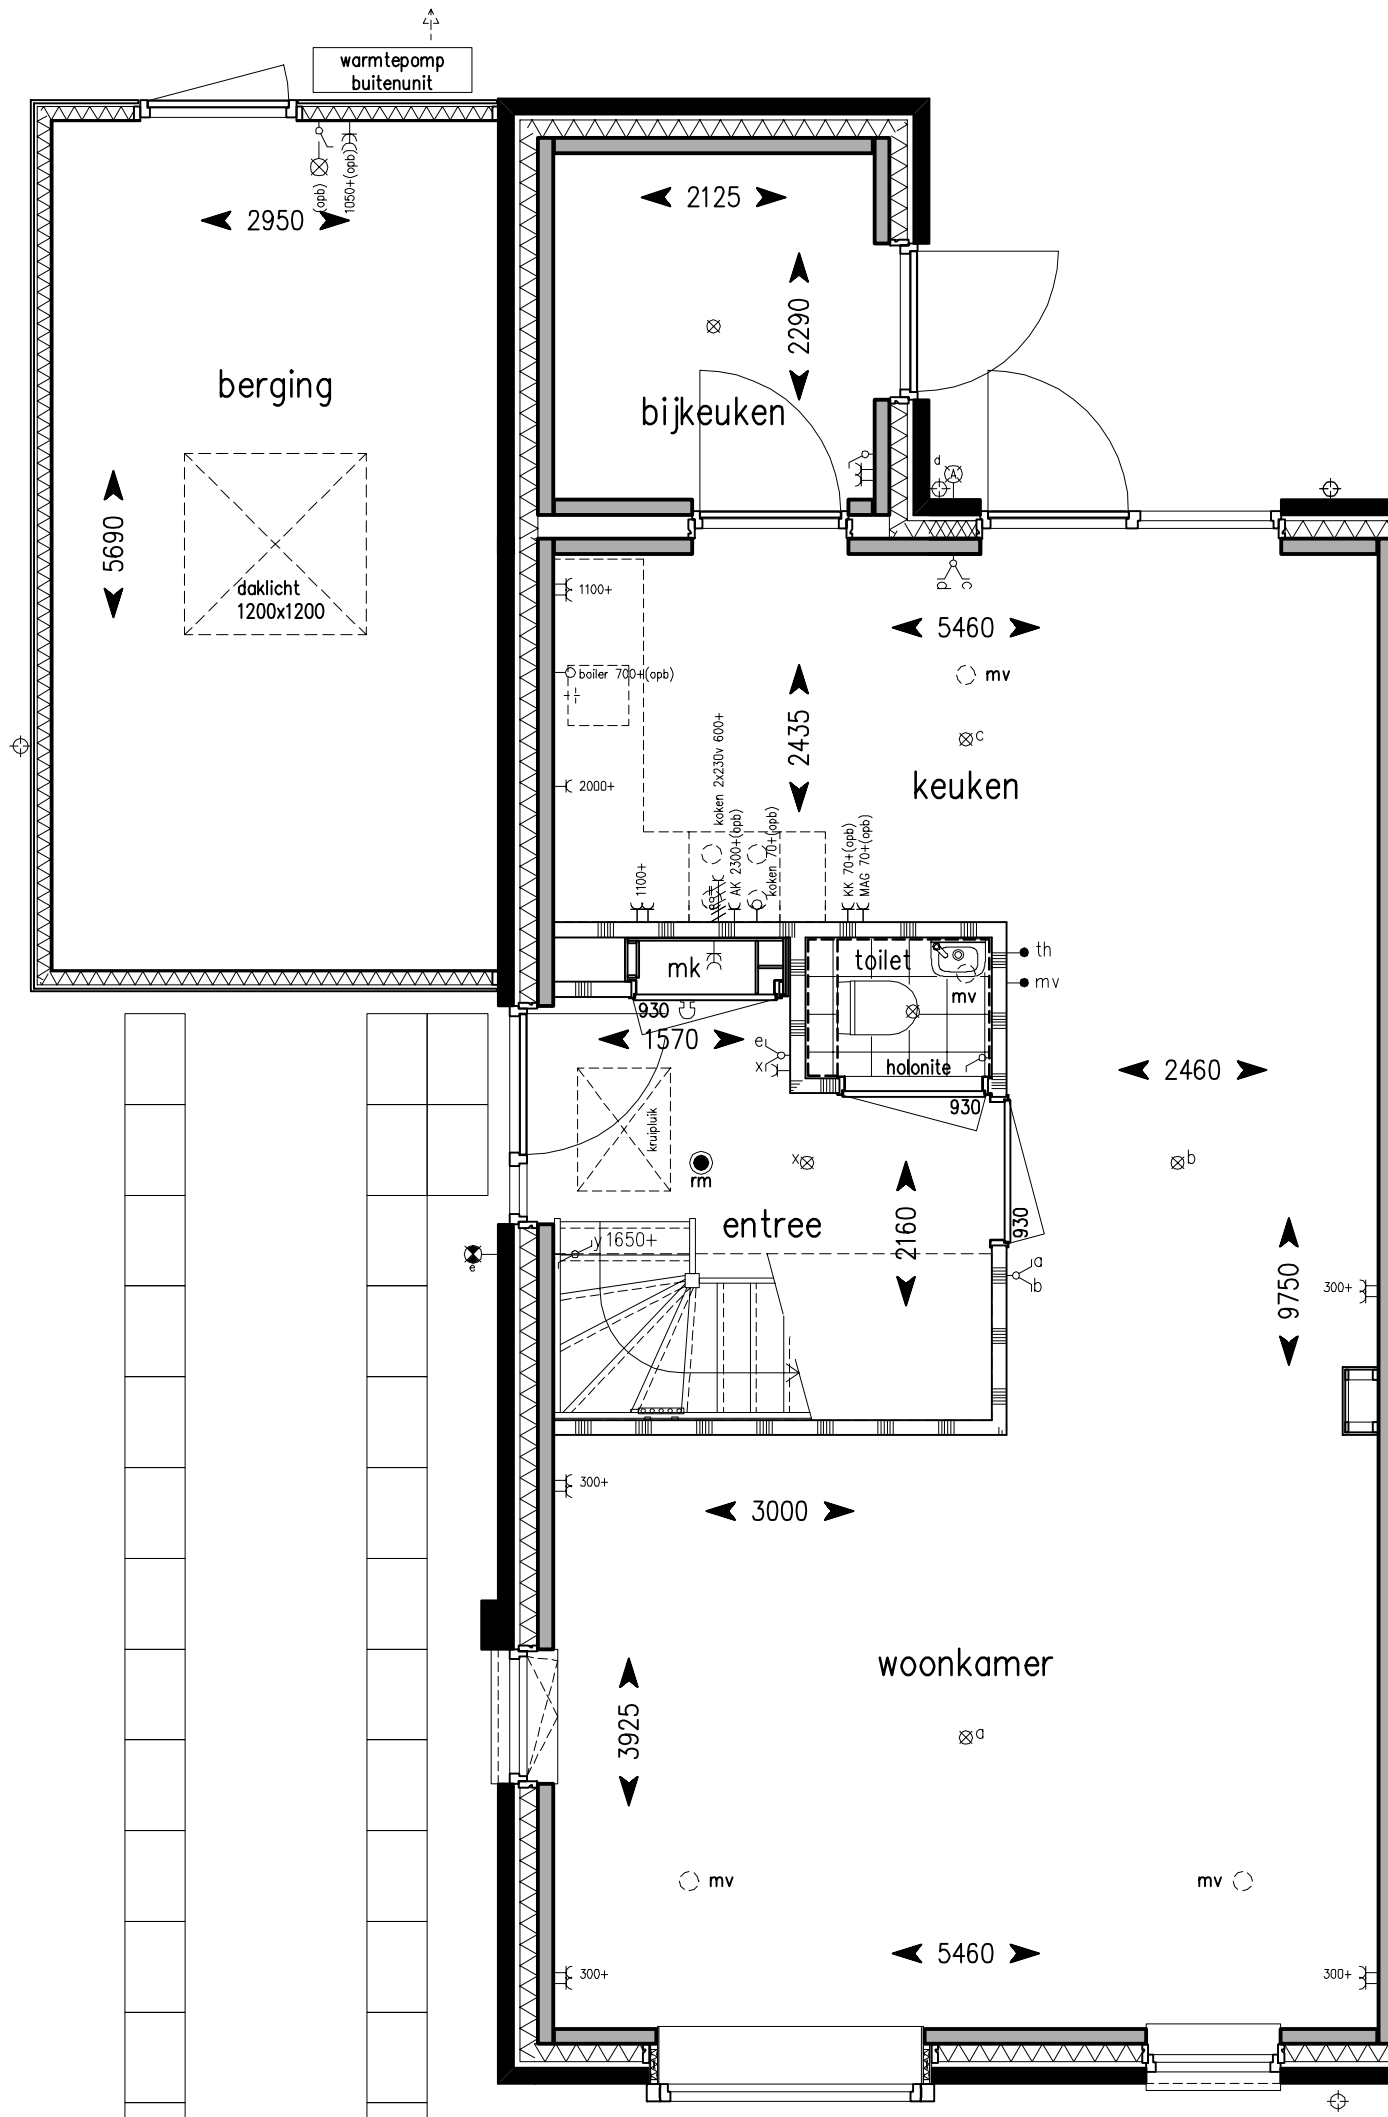 warmtepomp
buitenunit
(opb)
1050+(opb)
2950
2125
2290
berging
bijkeuken
d
A
5690
daklicht
1200x1200
1100+
p
c
5460
boiler 700+(opb)
mv
2435
koken 2x230v 600+
c
2000+
keuken
1100+
AK 2300+(opb)
koken 70+(opb)
KK 70+(opb)
MAG 70+(opb)
mk
toilet
th
mv
mv
930
1570
e
x
holonite
2460
930
kruipluik
x
b
rm
entree
2160
930
y 1650+
e
a
b
9750
300+
300+
3000
woonkamer
3925
a
mv
mv
5460
300+
300+